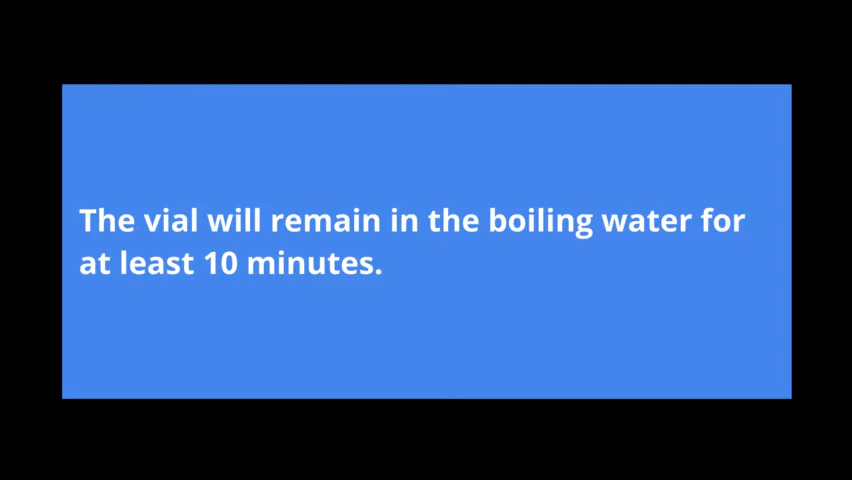 The vial will remain in the boiling water for
at least 10 minutes.